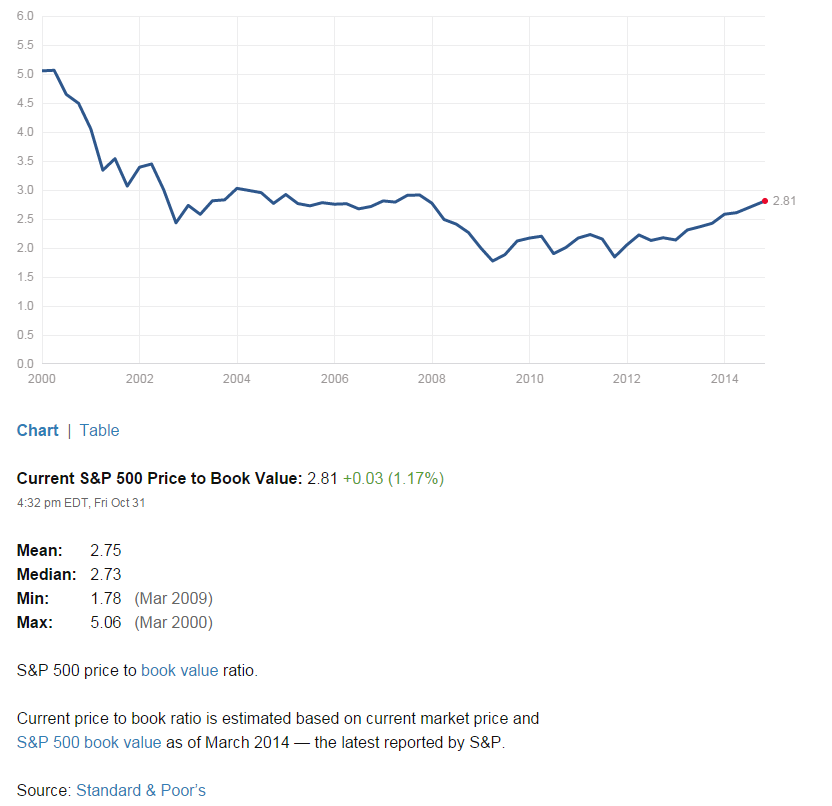 6.0
5.5
5.0
4.5
4.0
3.5
3.0
2.81
2.5
2.0
1.5
1.0
0.5
0.0
2000 2002 2004 2006 2008 2010 2012 2014
Chart | Table
Current S&P 500 Price to Book Value: 2.81 +0.03 (1.17%)
4:32 pm EDT, Fri Oct 31
Mean: 2.75
Median: 2.73
Min: 1.78 (Mar 2009)
Max: 5.06 (Mar 2000)
S&P 500 price to book value ratio.
Current price to book ratio is estimated based on current market price and
S&P 500 book value as of March 2014 — the latest reported by S&P.
Source: Standard & Poor's